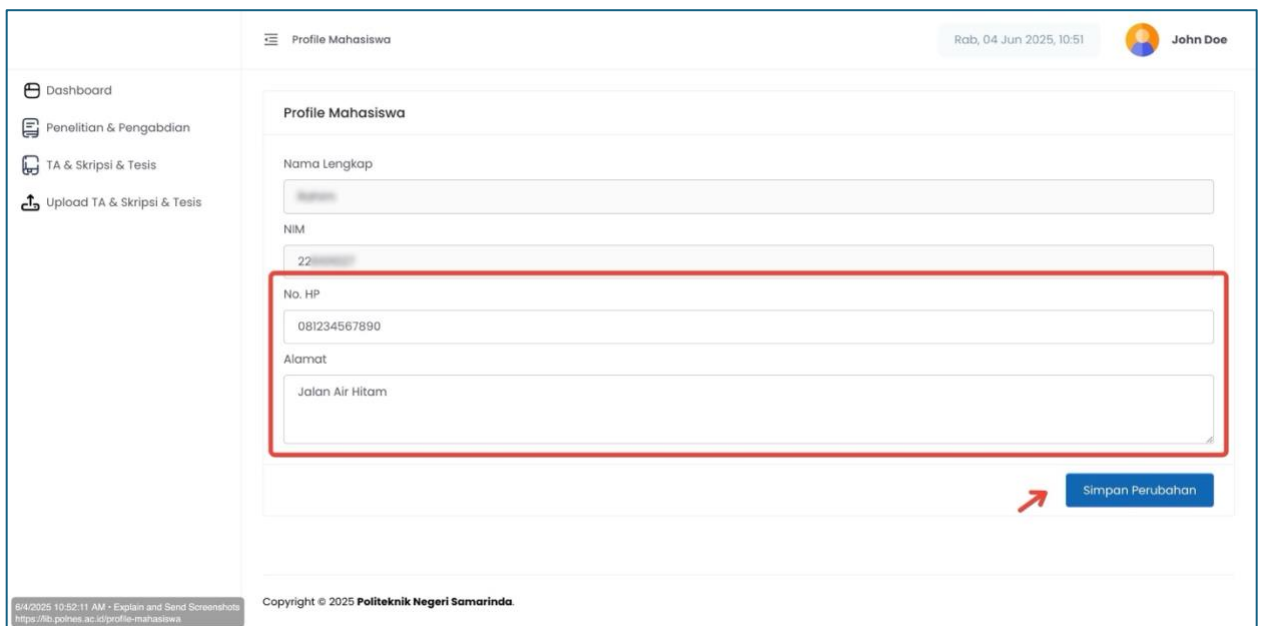 Profile Mahasiswa
Rab, 04 Jun 2025, 10:51
John Doe
Dashboard
Penelitian & Pengabdian
TA & Skripsi & Tesis
Upload TA & Skripsi & Tesis
Profile Mahasiswa
Nama Lengkap
NIM
22
No. HP
081234567890
Alamat
Jalan Air Hitam
Simpan Perubahan
Copyright © 2025 Politeknik Negeri Samarinda.
6/4/2025 10:52:11 AM • Explain and Send Screenshots
https://lib.polnes.ac.id/profile-mahasiswa